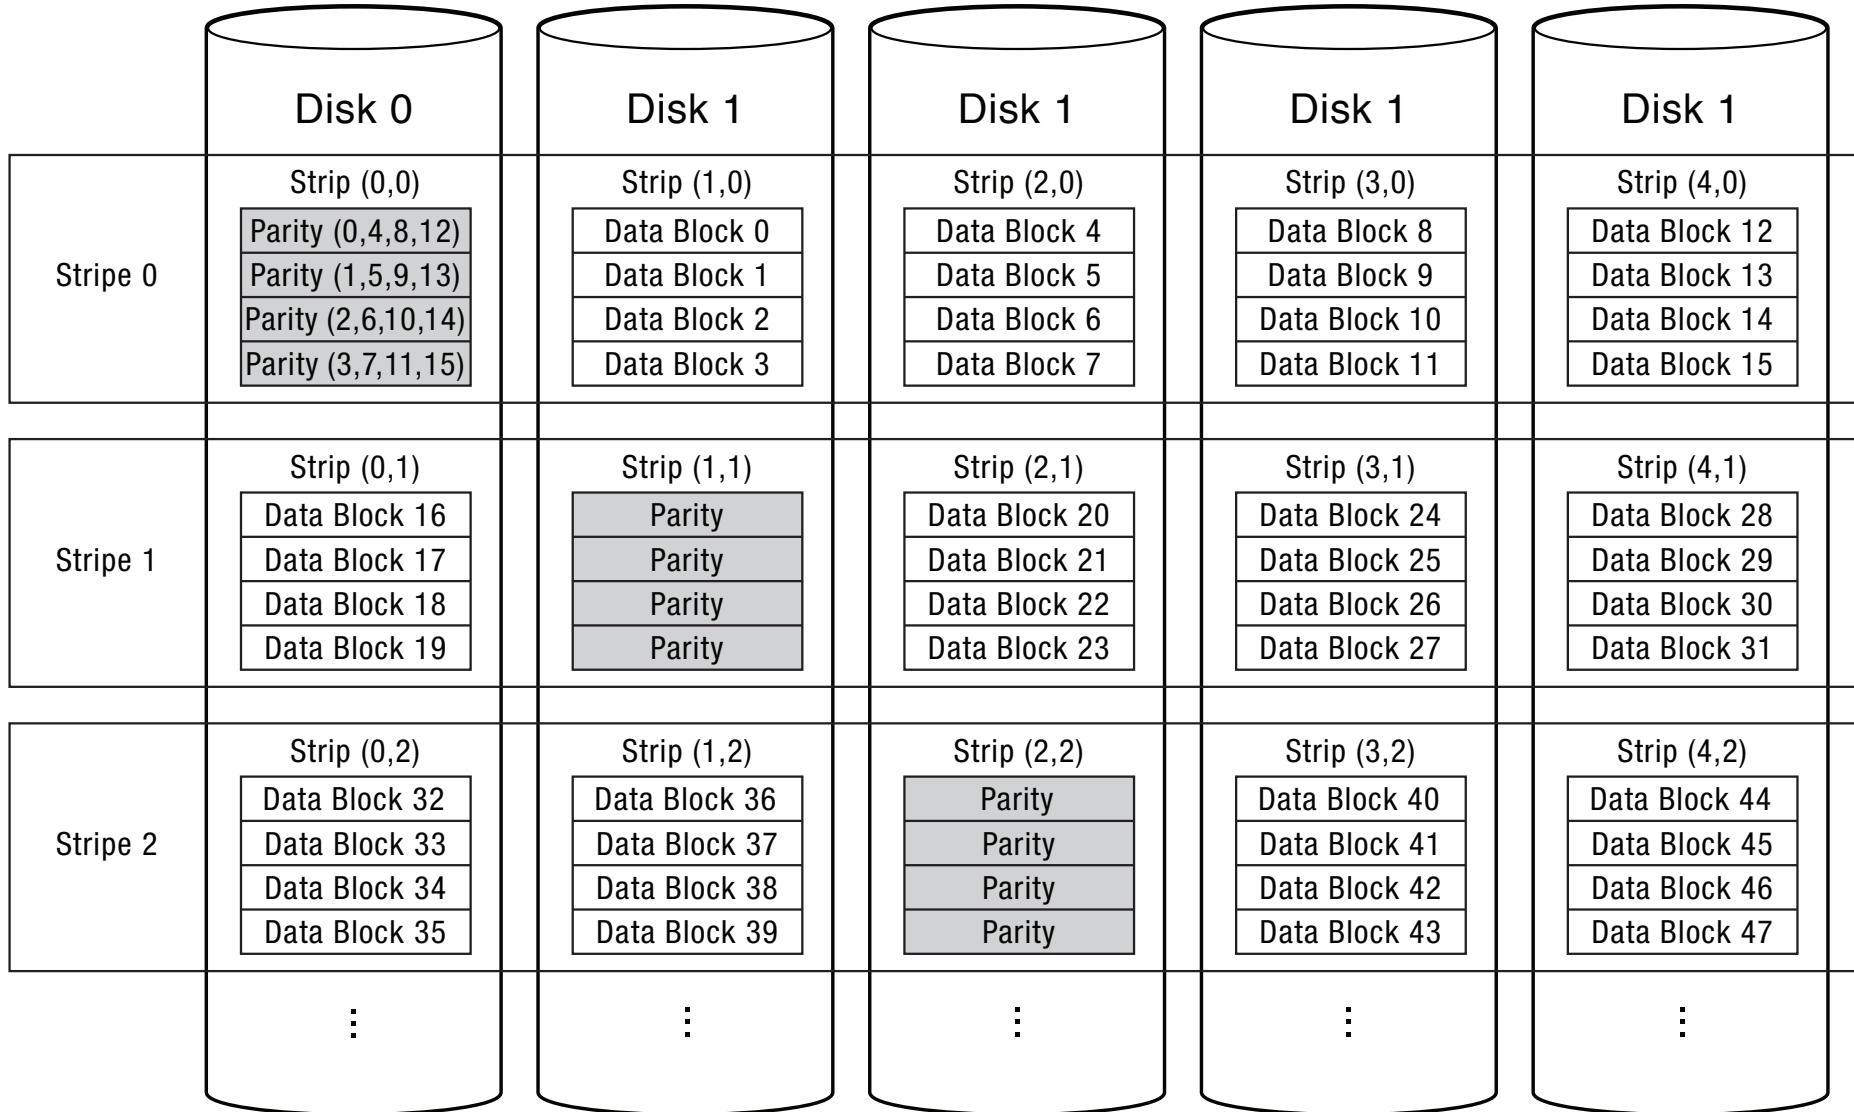 Disk 0 Disk 1 Disk 1 Disk 1 Disk 1
Strip (0,0) Strip (1,0) Strip (2,0) Strip (3,0) Strip (4,0)
Parity (0,4,8,12) Data Block 0 Data Block 4 Data Block 8 Data Block 12
Stripe 0 Parity (1,5,9,13) Data Block 1 Data Block 5 Data Block 9 Data Block 13
Parity (2,6,10,14) Data Block 2 Data Block 6 Data Block 10 Data Block 14
Parity (3,7,11,15) Data Block 3 Data Block 7 Data Block 11 Data Block 15
Strip (0,1) Strip (1,1) Strip (2,1) Strip (3,1) Strip (4,1)
Data Block 16 Parity Data Block 20 Data Block 24 Data Block 28
Stripe 1 Data Block 17 Parity Data Block 21 Data Block 25 Data Block 29
Data Block 18 Parity Data Block 22 Data Block 26 Data Block 30
Data Block 19 Parity Data Block 23 Data Block 27 Data Block 31
Strip (0,2) Strip (1,2) Strip (2,2) Strip (3,2) Strip (4,2)
Data Block 32 Data Block 36 Parity Data Block 40 Data Block 44
Stripe 2 Data Block 33 Data Block 37 Parity Data Block 41 Data Block 45
Data Block 34 Data Block 38 Parity Data Block 42 Data Block 46
Data Block 35 Data Block 39 Parity Data Block 43 Data Block 47
⋮ ⋮ ⋮ ⋮ ⋮